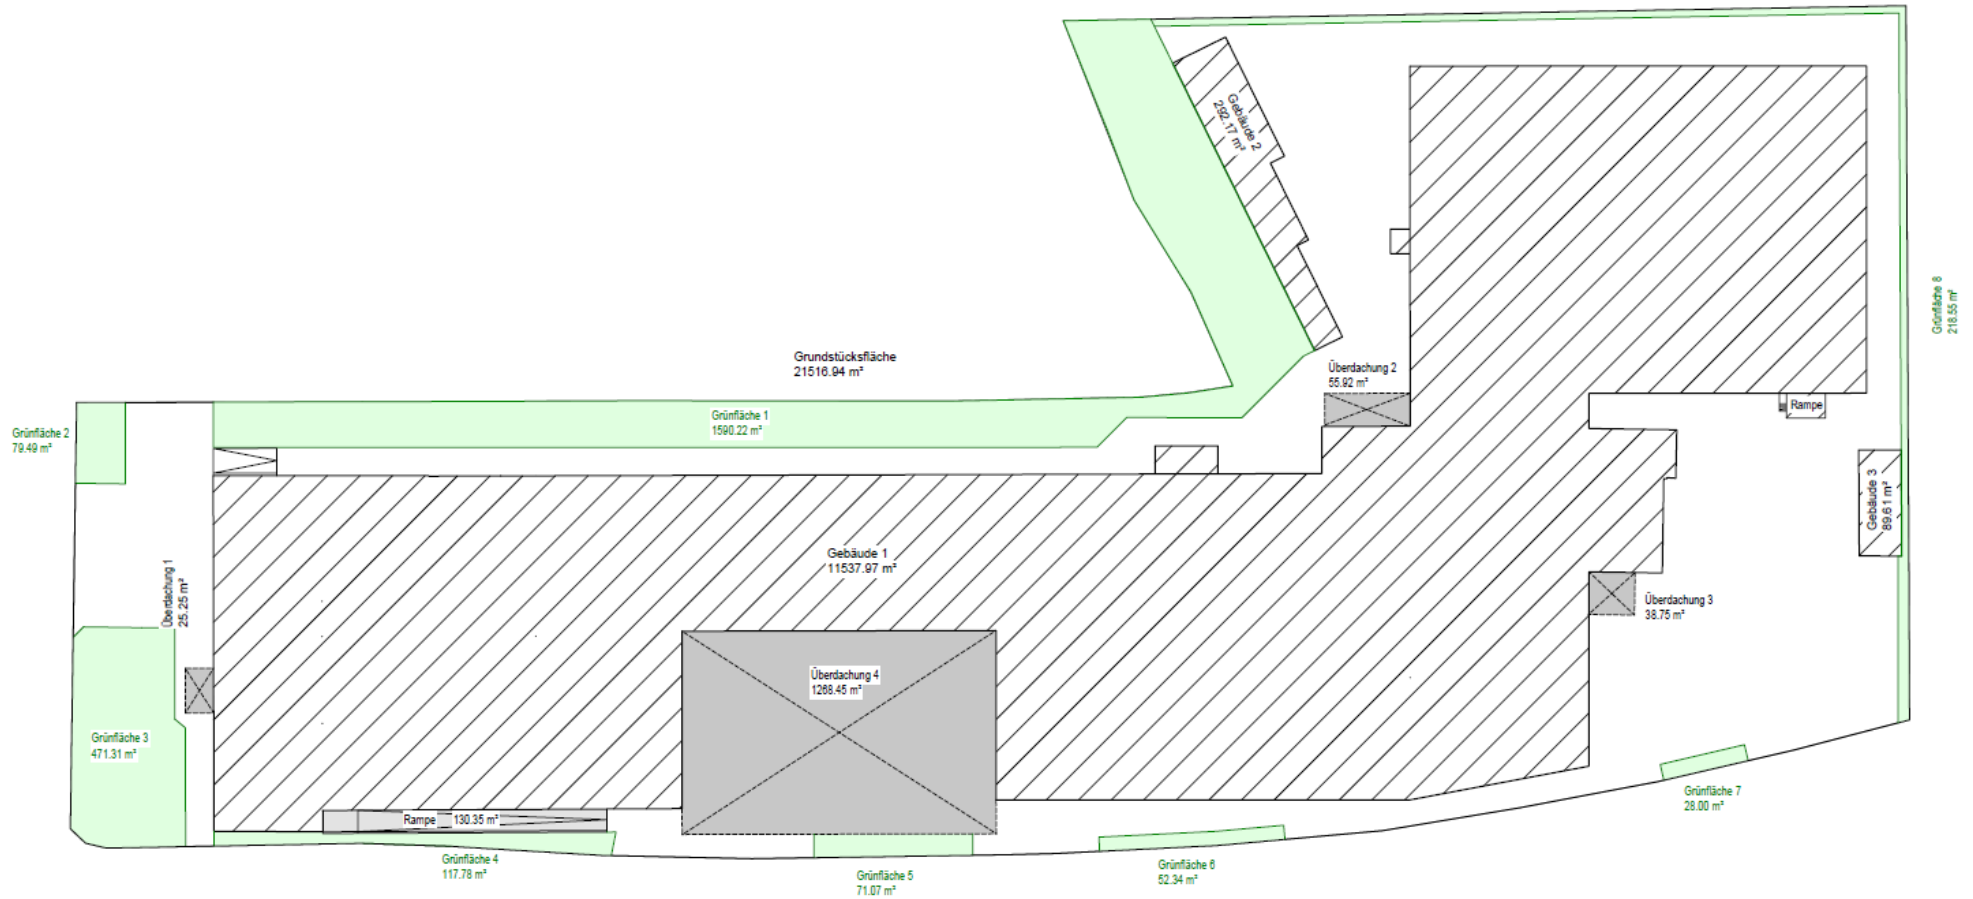 Gebäude 2
292.17 m²
Grünfläche 8
218.55 m²
Grundstücksfläche
21516.94 m²
Überdachung 2
55.92 m²
Rampe
Grünfläche 1
1590.22 m²
Grünfläche 2
79.49 m²
Gebäude 3
89.61 m²
Gebäude 1
11537.97 m²
Überdachung 1
25.25 m²
Überdachung 3
38.75 m²
Überdachung 4
1268.45 m²
Grünfläche 3
471.31 m²
Grünfläche 7
28.00 m²
Rampe 130.35 m²
Grünfläche 4
117.78 m²
Grünfläche 5
71.07 m²
Grünfläche 6
52.34 m²